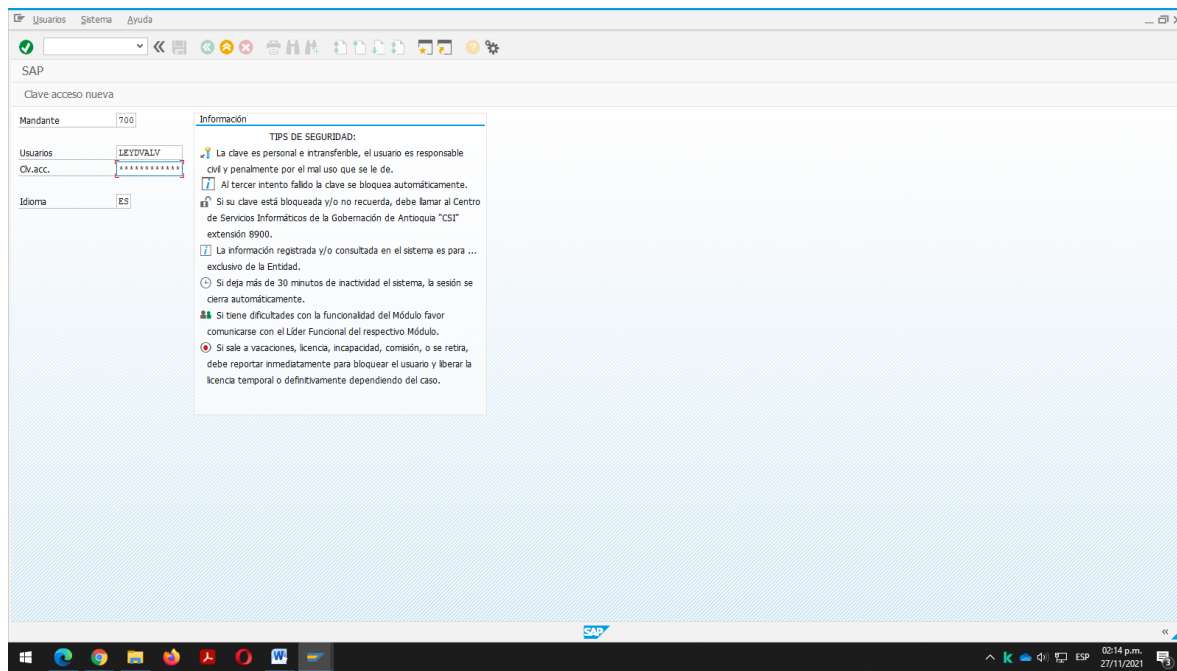 Usuarios Sistema Ayuda
SAP
Clave acceso nueva
Mandante 700
Usuarios LEYDVALV
Clv.acc. ************
Idioma ES
Información
TIPS DE SEGURIDAD:
La clave es personal e intransferible, el usuario es responsable
civil y penalmente por el mal uso que se le de.
Al tercer intento fallido la clave se bloquea automáticamente.
Si su clave está bloqueada y/o no recuerda, debe llamar al Centro
de Servicios Informáticos de la Gobernación de Antioquia "CSI"
extensión 8900.
La información registrada y/o consultada en el sistema es para ...
exclusivo de la Entidad.
Si deja más de 30 minutos de inactividad el sistema, la sesión se
cierra automáticamente.
Si tiene dificultades con la funcionalidad del Módulo favor
comunicarse con el Líder Funcional del respectivo Módulo.
Si sale a vacaciones, licencia, incapacidad, comisión, o se retira,
debe reportar inmediatamente para bloquear el usuario y liberar la
licencia temporal o definitivamente dependiendo del caso.
SAP
ESP 02:14 p.m.
27/11/2021
3